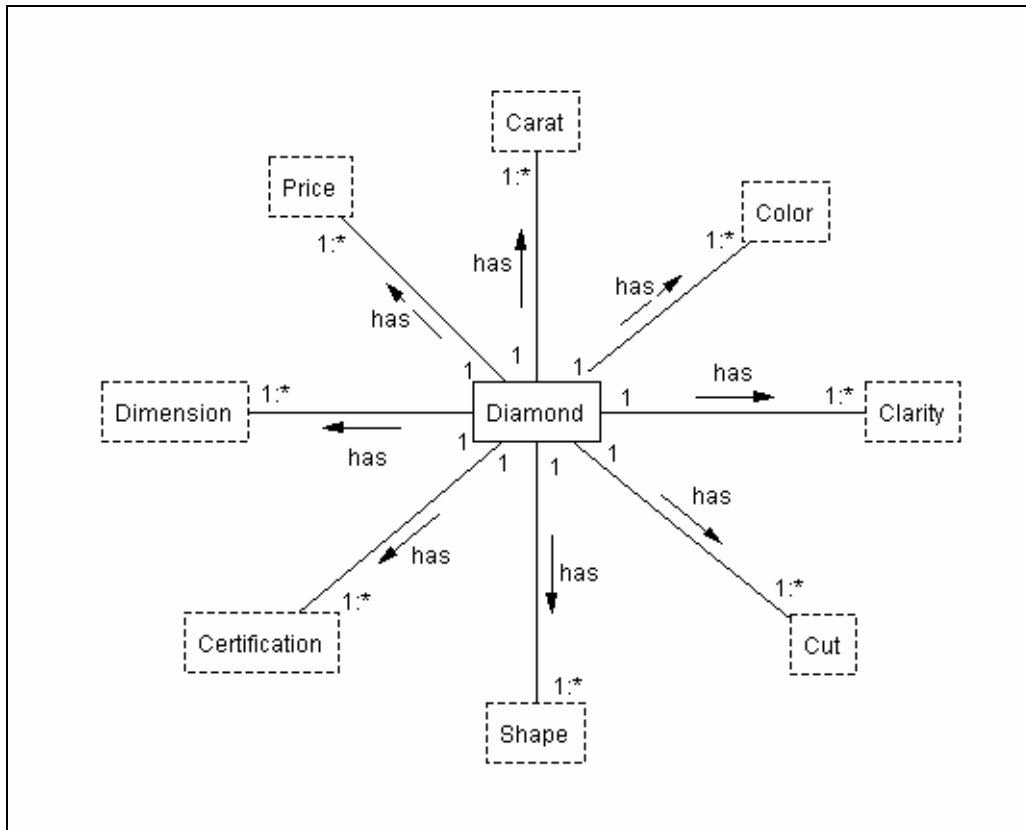 Carat
Price
1:*
Color
1:*
1:*
has
has
has
1
1
1
has
Dimension
1:*
Diamond
1
1:*
Clarity
has
1
1
1
1
has
has
has
1:*
1:*
Certification
Cut
1:*
Shape